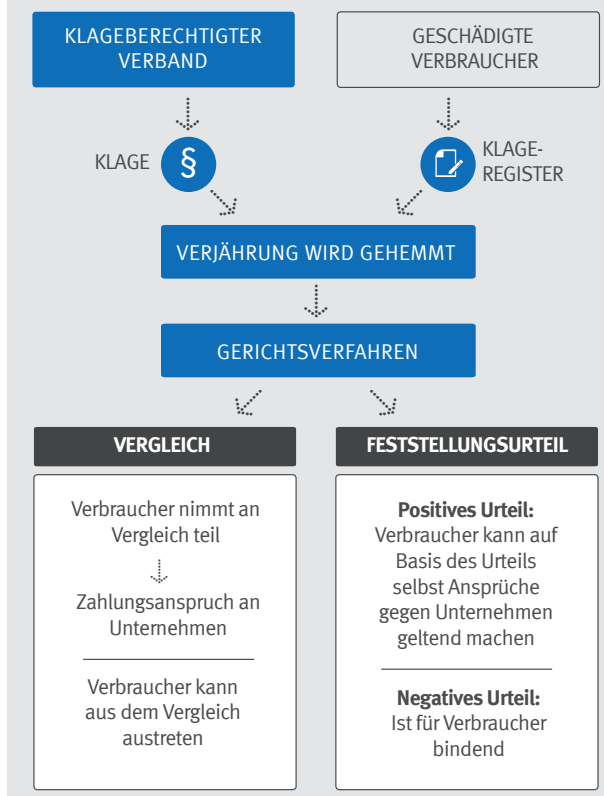 KLAGEBERECHTIGTER
VERBAND
GESCHÄDIGTE
VERBRAUCHER
KLAGE
§
KLAGE-
REGISTER
VERJÄHRUNG WIRD GEHEMMT
GERICHTSVERFAHREN
VERGLEICH
Verbraucher nimmt an
Vergleich teil
Zahlungsanspruch an
Unternehmen
Verbraucher kann
aus dem Vergleich
austreten
FESTSTELLUNGSURTEIL
Positives Urteil:
Verbraucher kann auf
Basis des Urteils
selbst Ansprüche
gegen Unternehmen
geltend machen
Negatives Urteil:
Ist für Verbraucher
bindend